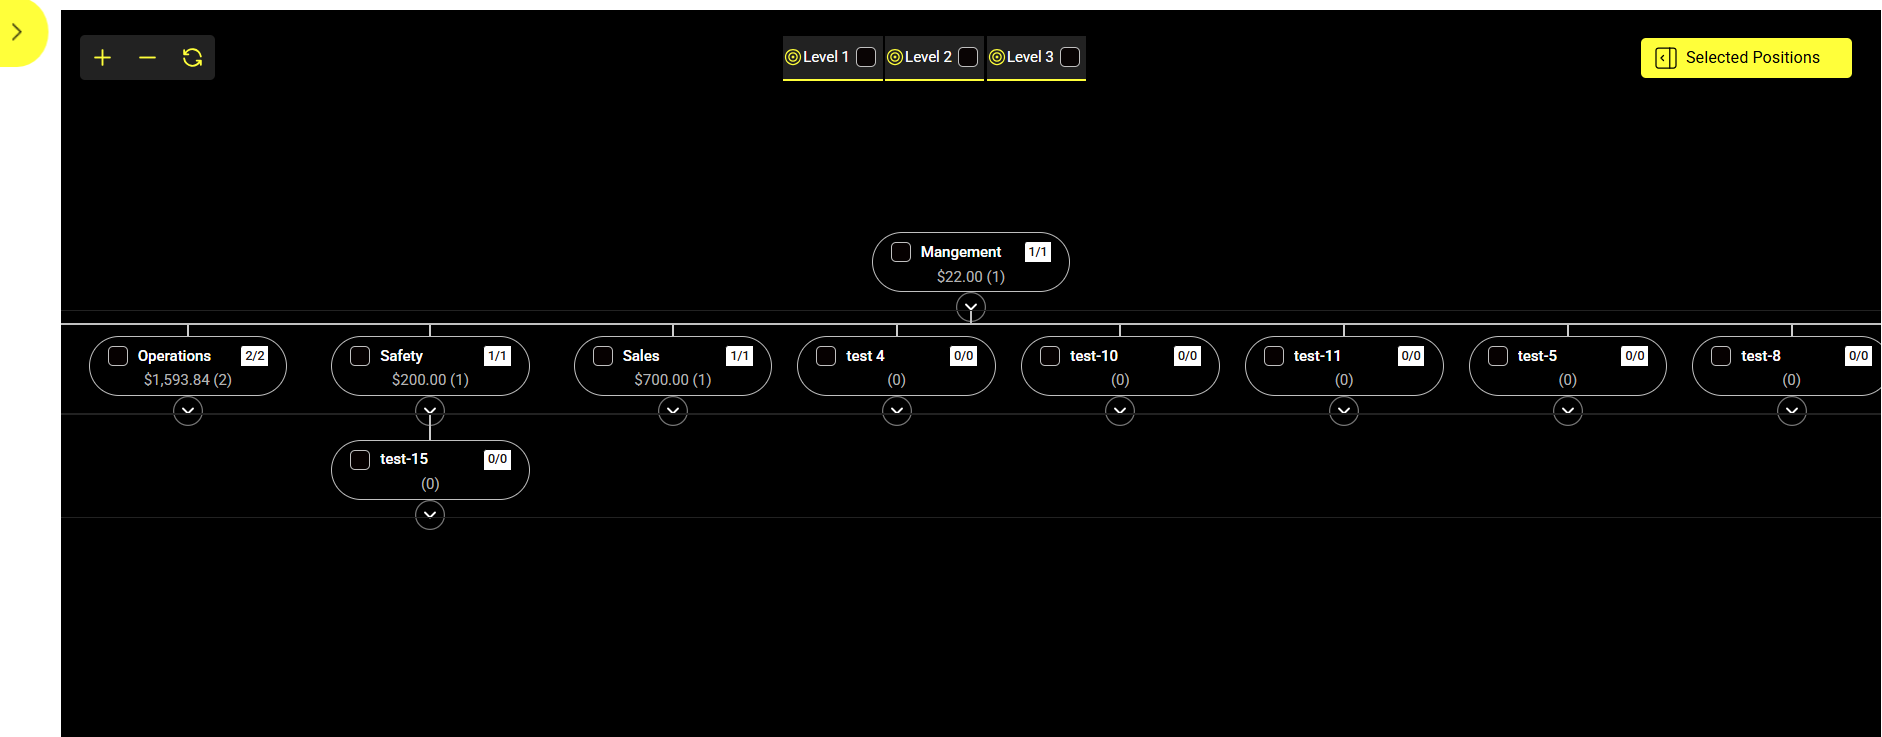 Level 1
Level 2
Level 3
Selected Positions
Mangement 1/1
$22.00 (1)
Operations 2/2
$1,593.84 (2)
Safety 1/1
$200.00 (1)
Sales 1/1
$700.00 (1)
test 4 0/0
(0)
test-10 0/0
(0)
test-11 0/0
(0)
test-5 0/0
(0)
test-8 0/0
(0)
test-15 0/0
(0)